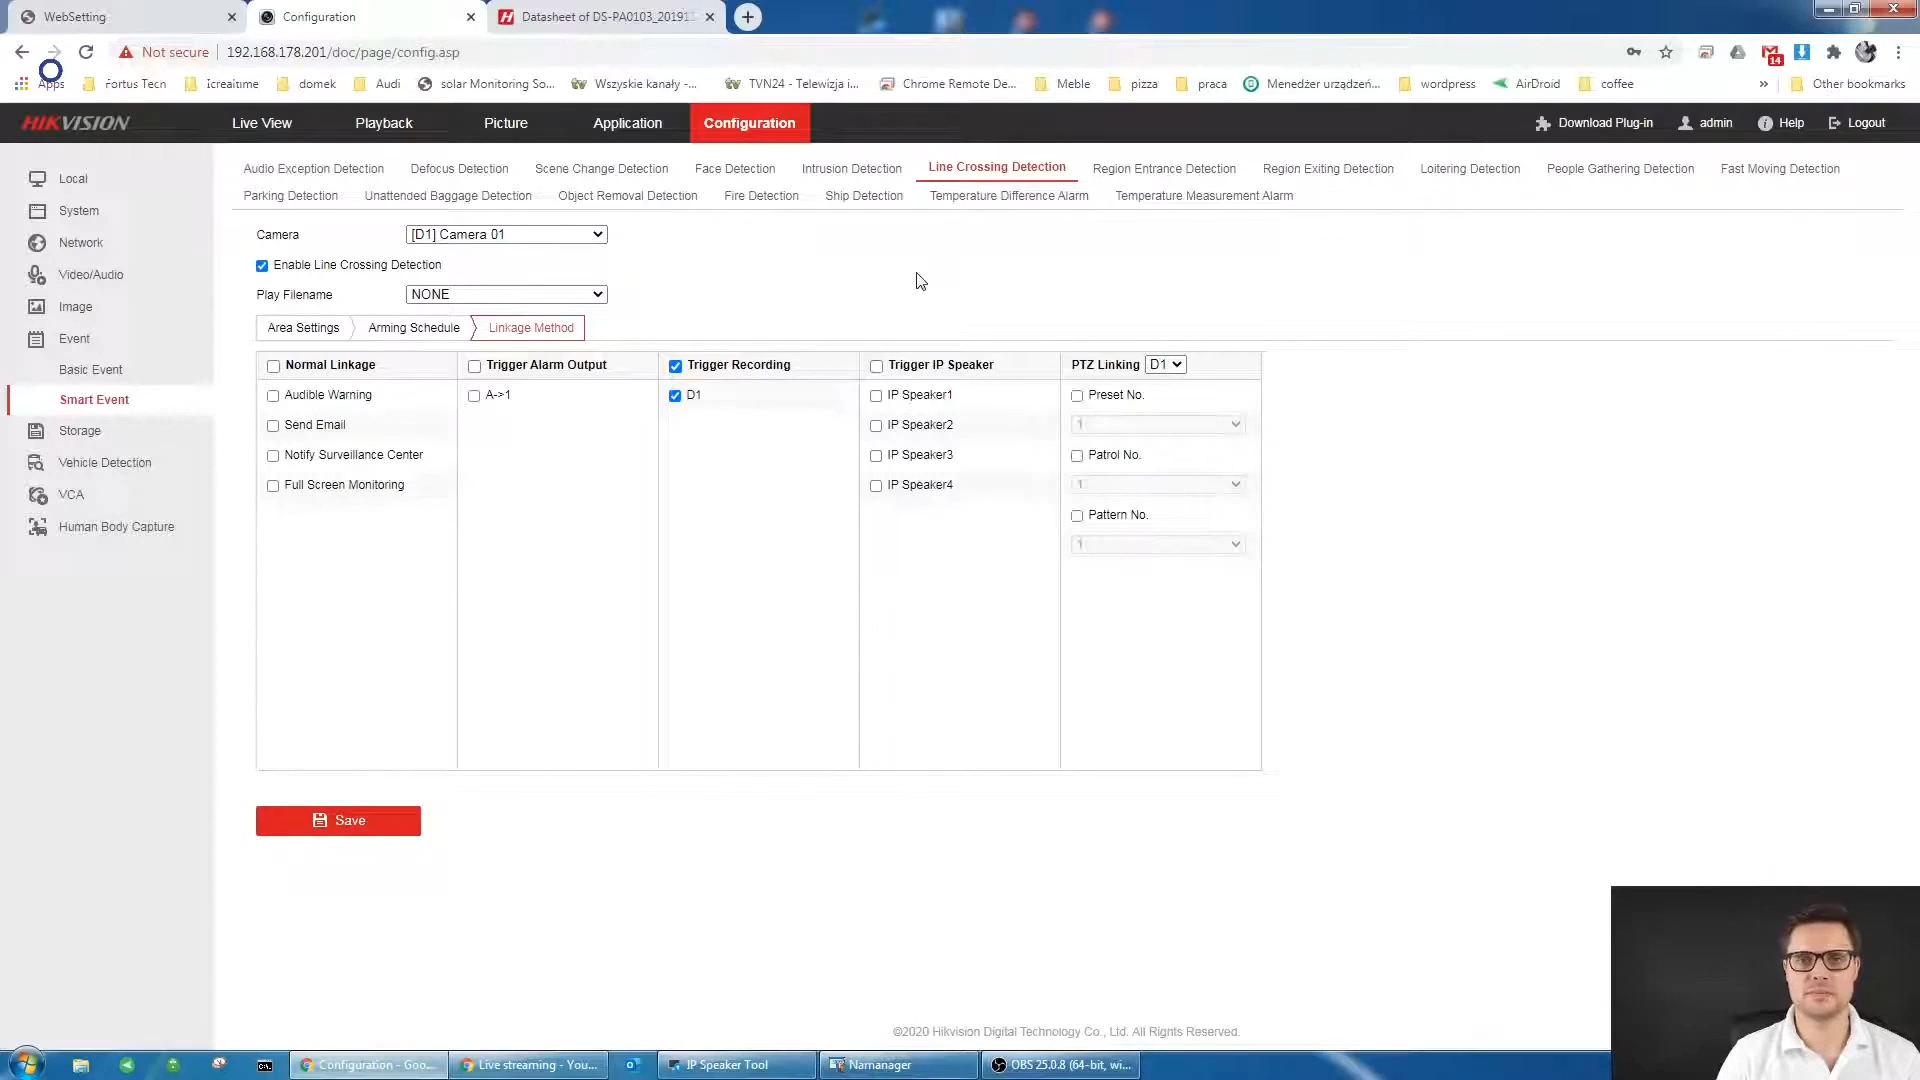 WebSetting
Configuration
Datasheet of DS-PA0103_20191
Not secure
192.168.178.201/doc/page/config.asp
14
Apps
Fortus Tech
Icreatime
domek
Audi
solar Monitoring So...
Wszyskie kanały -...
TVN24 - Telewizja i...
Chrome Remote De...
Meble
pizza
praca
Menedżer urządzeń...
wordpress
AirDroid
coffee
»
Other bookmarks
HIKVISION
Live View
Playback
Picture
Application
Configuration
Download Plug-in
admin
Help
Logout
Local
System
Network
Video/Audio
Image
Event
Basic Event
Smart Event
Storage
Vehicle Detection
VCA
Human Body Capture
Audio Exception Detection
Defocus Detection
Scene Change Detection
Face Detection
Intrusion Detection
Line Crossing Detection
Region Entrance Detection
Region Exiting Detection
Loitering Detection
People Gathering Detection
Fast Moving Detection
Parking Detection
Unattended Baggage Detection
Object Removal Detection
Fire Detection
Ship Detection
Temperature Difference Alarm
Temperature Measurement Alarm
Camera
[D1] Camera 01
Enable Line Crossing Detection
Play Filename
NONE
Area Settings
Arming Schedule
Linkage Method
Normal Linkage
Trigger Alarm Output
Trigger Recording
Trigger IP Speaker
PTZ Linking
D1
Audible Warning
A->1
D1
IP Speaker1
Preset No.
Send Email
IP Speaker2
1
Notify Surveillance Center
IP Speaker3
Patrol No.
Full Screen Monitoring
IP Speaker4
1
Pattern No.
1
Save
©2020 Hikvision Digital Technology Co., Ltd. All Rights Reserved.
Configuration - Goo...
Live streaming - You...
IP Speaker Tool
Namanager
OBS 25.0.8 (64-bit, wi...